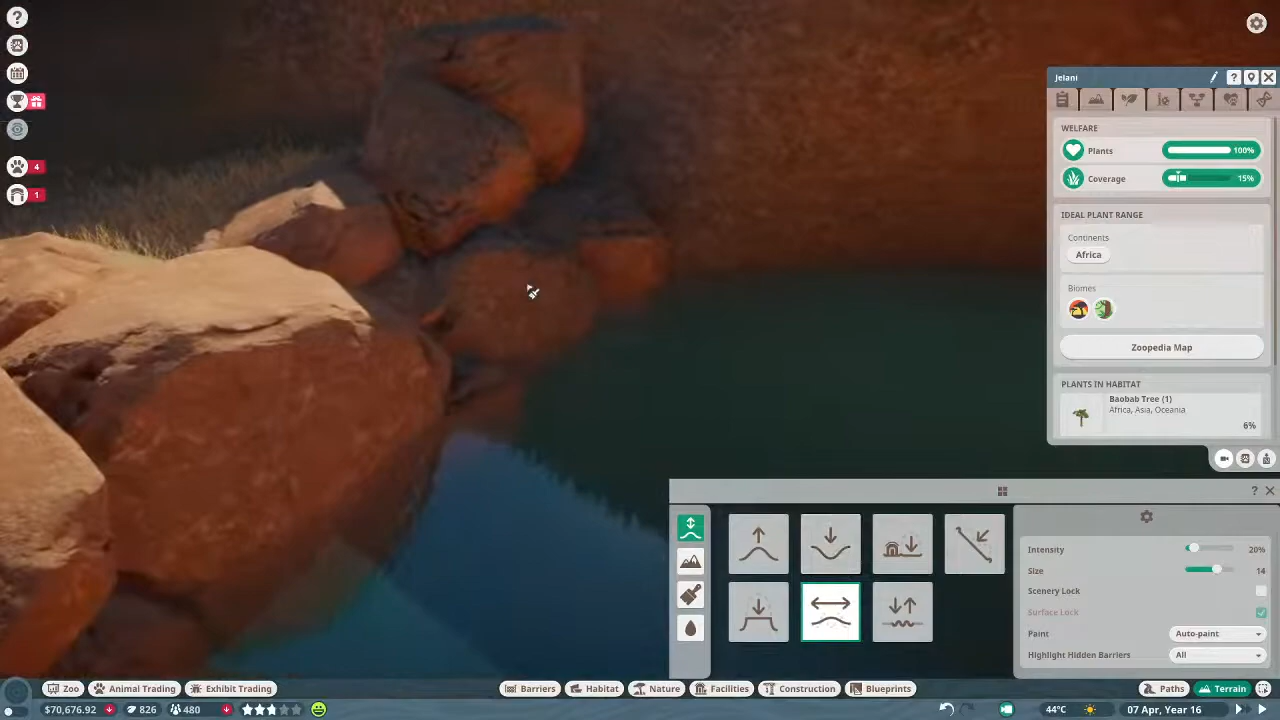 ?
4
1
Jelani
?
WELFARE
Plants
100%
Coverage
15%
IDEAL PLANT RANGE
Continents
Africa
Biomes
Zoopedia Map
PLANTS IN HABITAT
Baobab Tree (1)
Africa, Asia, Oceania
6%
?
Intensity
20%
Size
14
Scenery Lock
Surface Lock
Paint
Auto-paint
Highlight Hidden Barriers
All
Zoo
Animal Trading
Exhibit Trading
Barriers
Habitat
Nature
Facilities
Construction
Blueprints
Paths
Terrain
$70,676.92
826
480
44°C
07 Apr, Year 16